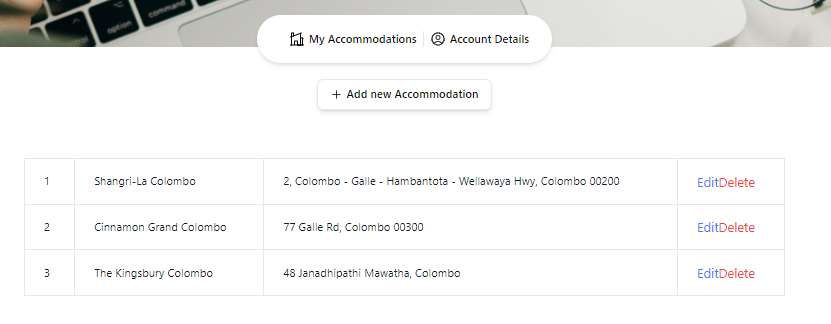 option
command
My Accommodations
Account Details
+ Add new Accommodation
1 Shangri-La Colombo 2, Colombo - Galle - Hambantota - Wellawaya Hwy, Colombo 00200 EditDelete
2 Cinnamon Grand Colombo 77 Galle Rd, Colombo 00300 EditDelete
3 The Kingsbury Colombo 48 Janadhipathi Mawatha, Colombo EditDelete